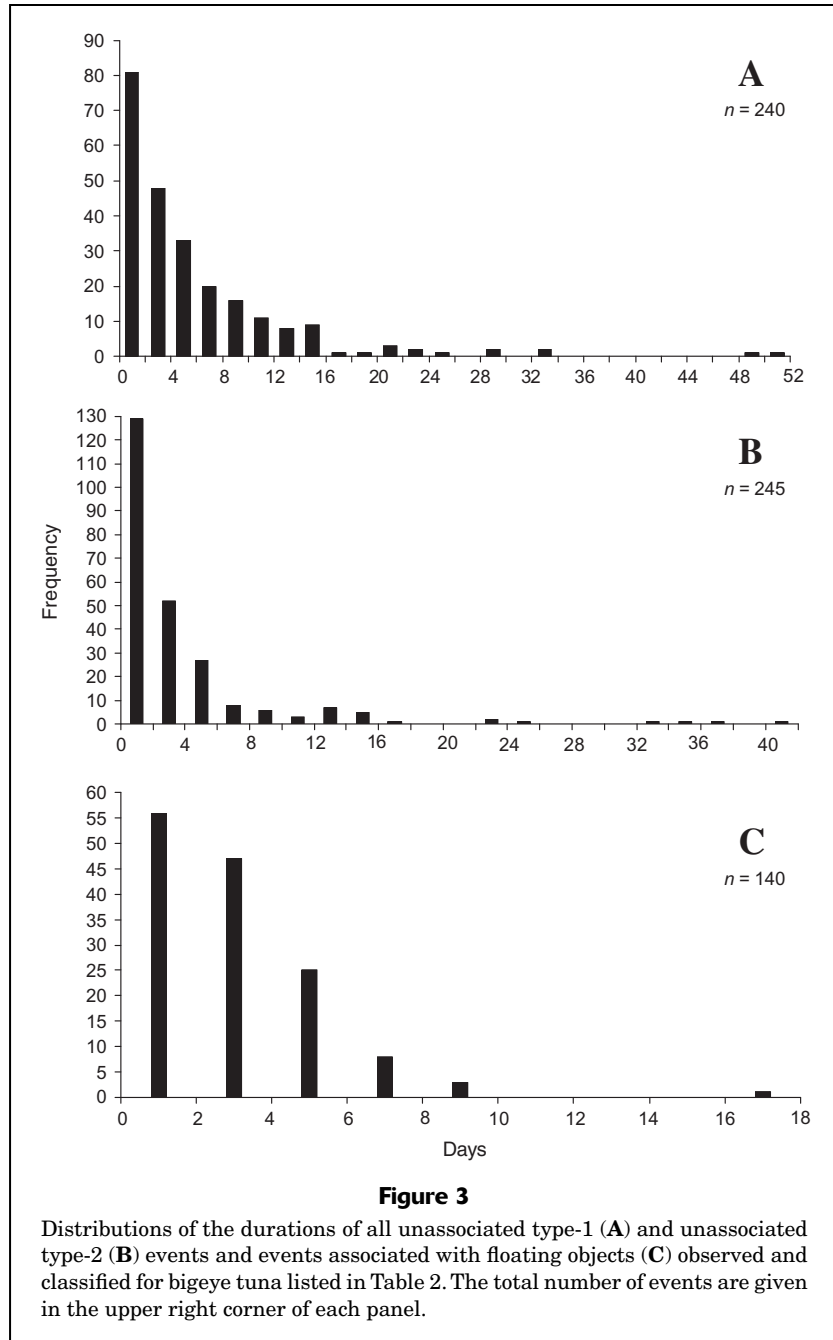 90
80
70
60
50
40
30
20
10
0
A
n = 240
0 4 8 12 16 20 24 28 32 36 40 44 48 52
130
120
110
100
90
80
70
60
50
40
30
20
10
0
B
n = 245
0 4 8 12 16 20 24 28 32 36 40
Frequency
60
55
50
45
40
35
30
25
20
15
10
5
0
C
n = 140
0 2 4 6 8 10 12 14 16 18
Days
Figure 3
Distributions of the durations of all unassociated type-1 (A) and unassociated
type-2 (B) events and events associated with floating objects (C) observed and
classified for bigeye tuna listed in Table 2. The total number of events are given
in the upper right corner of each panel.